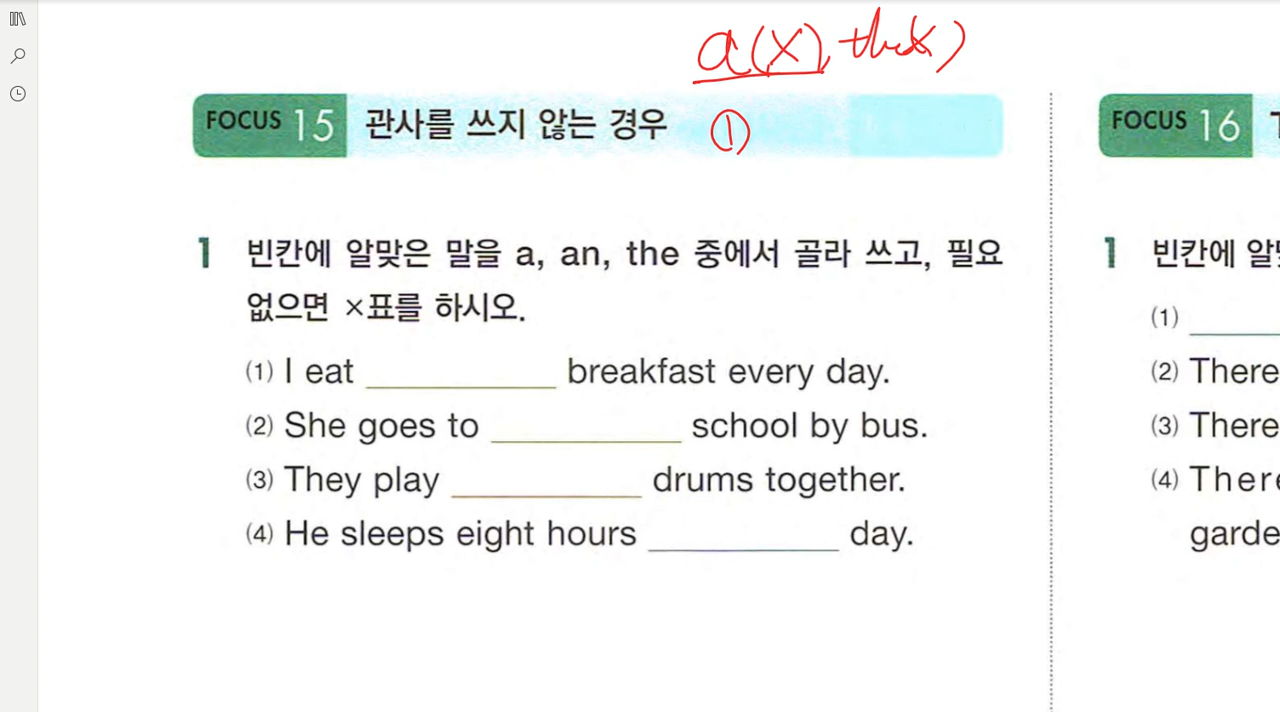 a(X), the(X)
FOCUS 15 관사를 쓰지 않는 경우 ①
1 빈칸에 알맞은 말을 a, an, the 중에서 골라 쓰고, 필요
없으면 ×표를 하시오.
(1) I eat __________ breakfast every day.
(2) She goes to __________ school by bus.
(3) They play __________ drums together.
(4) He sleeps eight hours __________ day.
FOCUS 16
1 빈칸에
(1) __________
(2) There
(3) There
(4) There
garde